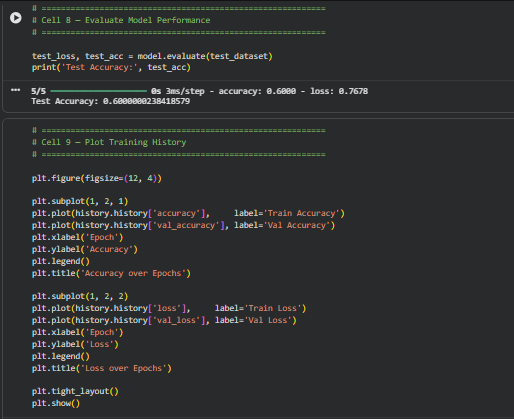 # ==========================================================
# Cell 8 — Evaluate Model Performance
# ==========================================================
test_loss, test_acc = model.evaluate(test_dataset)
print('Test Accuracy:', test_acc)
5/5 ━━━━━━━━━━━━━━━━━━━━ 0s 3ms/step - accuracy: 0.6000 - loss: 0.7678
Test Accuracy: 0.6000000238418579
# ==========================================================
# Cell 9 — Plot Training History
# ==========================================================
plt.figure(figsize=(12, 4))
plt.subplot(1, 2, 1)
plt.plot(history.history['accuracy'],     label='Train Accuracy')
plt.plot(history.history['val_accuracy'], label='Val Accuracy')
plt.xlabel('Epoch')
plt.ylabel('Accuracy')
plt.legend()
plt.title('Accuracy over Epochs')
plt.subplot(1, 2, 2)
plt.plot(history.history['loss'],     label='Train Loss')
plt.plot(history.history['val_loss'], label='Val Loss')
plt.xlabel('Epoch')
plt.ylabel('Loss')
plt.legend()
plt.title('Loss over Epochs')
plt.tight_layout()
plt.show()